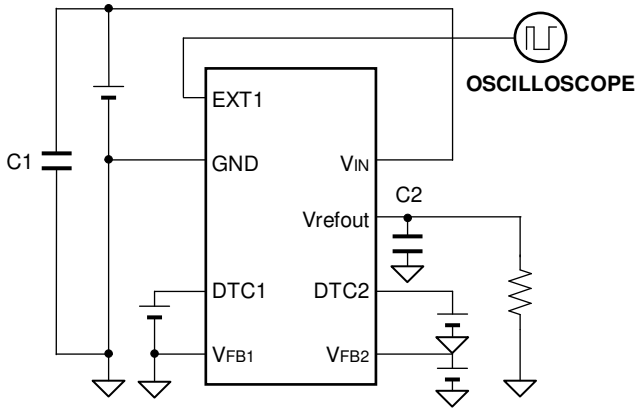 OSCILLOSCOPE
EXT1
C1
GND
VIN
C2
Vrefout
DTC1
DTC2
VFB1
VFB2